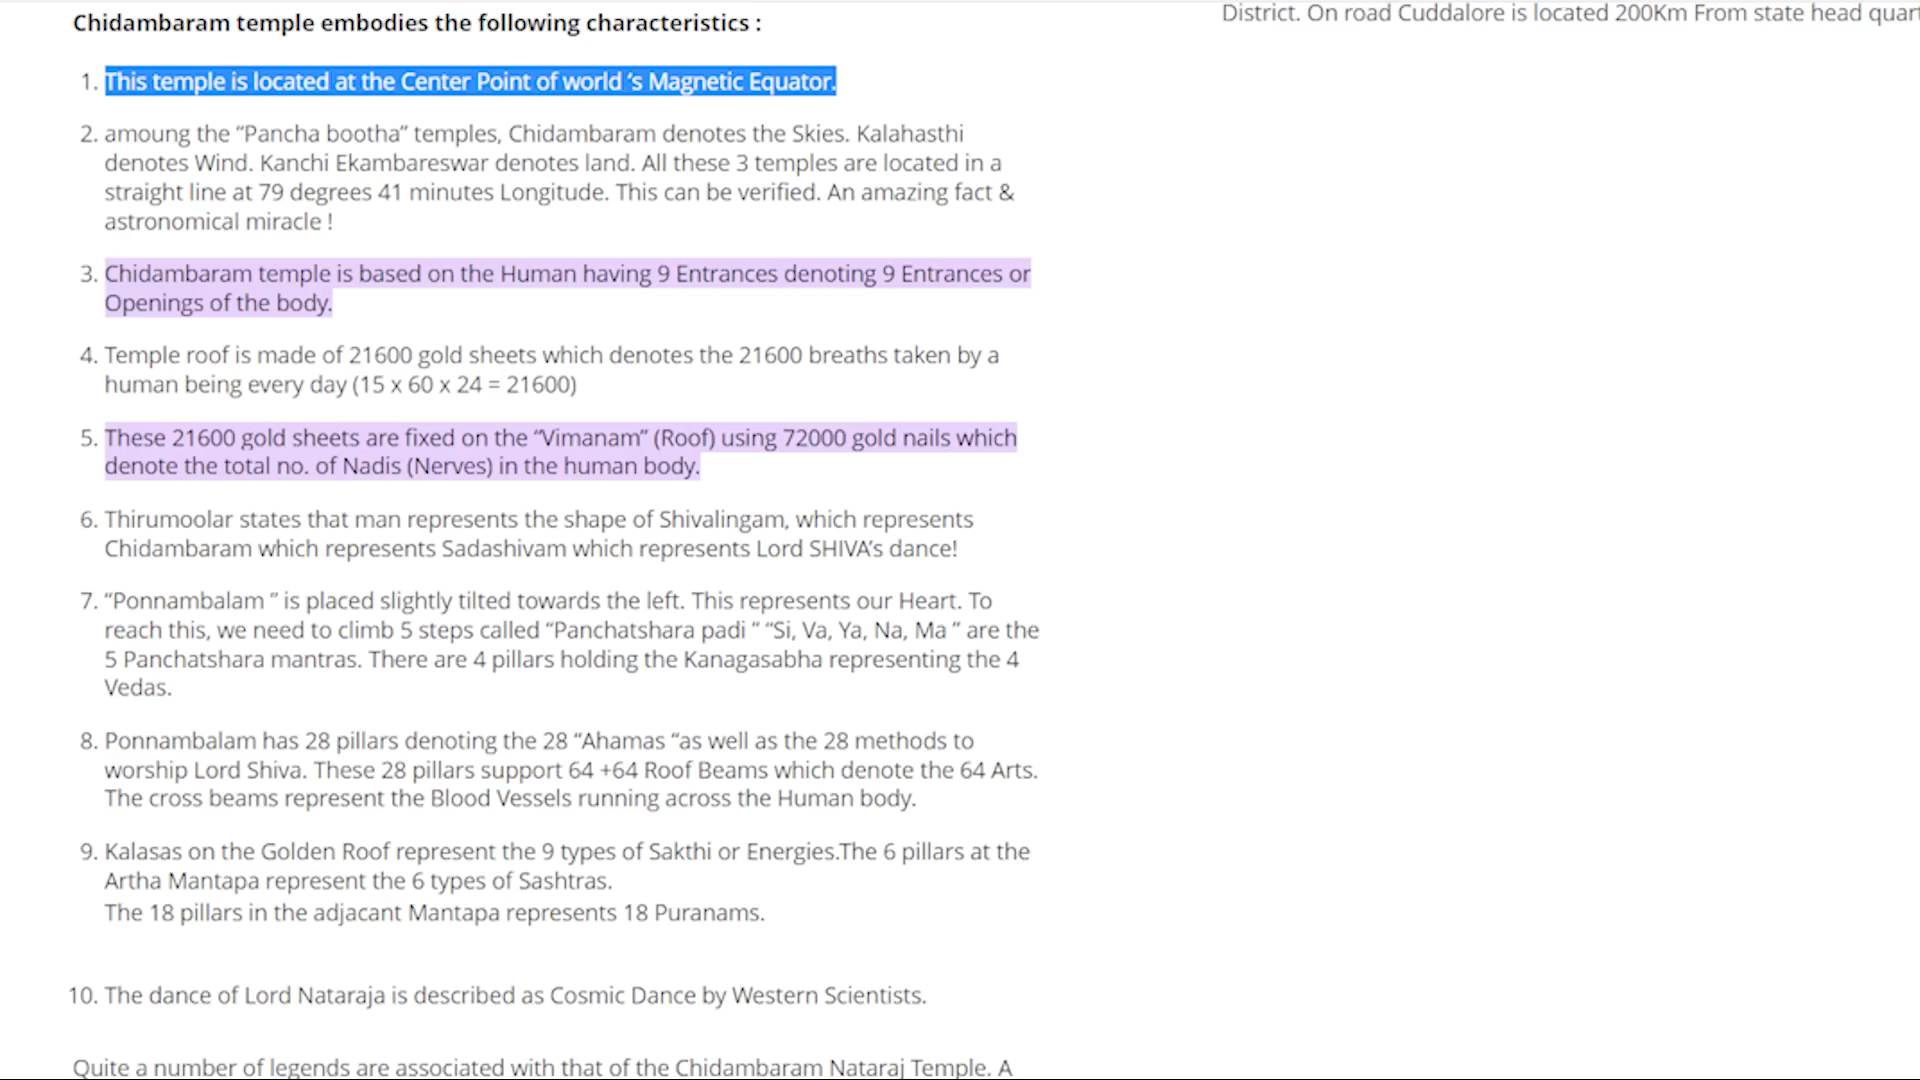 Chidambaram temple embodies the following characteristics :
District. On road Cuddalore is located 200Km From state head quart
1. This temple is located at the Center Point of world ‘s Magnetic Equator.
2. amoung the “Pancha bootha” temples, Chidambaram denotes the Skies. Kalahasthi
denotes Wind. Kanchi Ekambareswar denotes land. All these 3 temples are located in a
straight line at 79 degrees 41 minutes Longitude. This can be verified. An amazing fact &
astronomical miracle !
3. Chidambaram temple is based on the Human having 9 Entrances denoting 9 Entrances or
Openings of the body.
4. Temple roof is made of 21600 gold sheets which denotes the 21600 breaths taken by a
human being every day (15 x 60 x 24 = 21600)
5. These 21600 gold sheets are fixed on the “Vimanam” (Roof) using 72000 gold nails which
denote the total no. of Nadis (Nerves) in the human body.
6. Thirumoolar states that man represents the shape of Shivalingam, which represents
Chidambaram which represents Sadashivam which represents Lord SHIVA’s dance!
7. “Ponnambalam ” is placed slightly tilted towards the left. This represents our Heart. To
reach this, we need to climb 5 steps called “Panchatshara padi ” “Si, Va, Ya, Na, Ma ” are the
5 Panchatshara mantras. There are 4 pillars holding the Kanagasabha representing the 4
Vedas.
8. Ponnambalam has 28 pillars denoting the 28 “Ahamas “as well as the 28 methods to
worship Lord Shiva. These 28 pillars support 64 +64 Roof Beams which denote the 64 Arts.
The cross beams represent the Blood Vessels running across the Human body.
9. Kalasas on the Golden Roof represent the 9 types of Sakthi or Energies.The 6 pillars at the
Artha Mantapa represent the 6 types of Sashtras.
The 18 pillars in the adjacant Mantapa represents 18 Puranams.
10. The dance of Lord Nataraja is described as Cosmic Dance by Western Scientists.
Quite a number of legends are associated with that of the Chidambaram Nataraj Temple. A